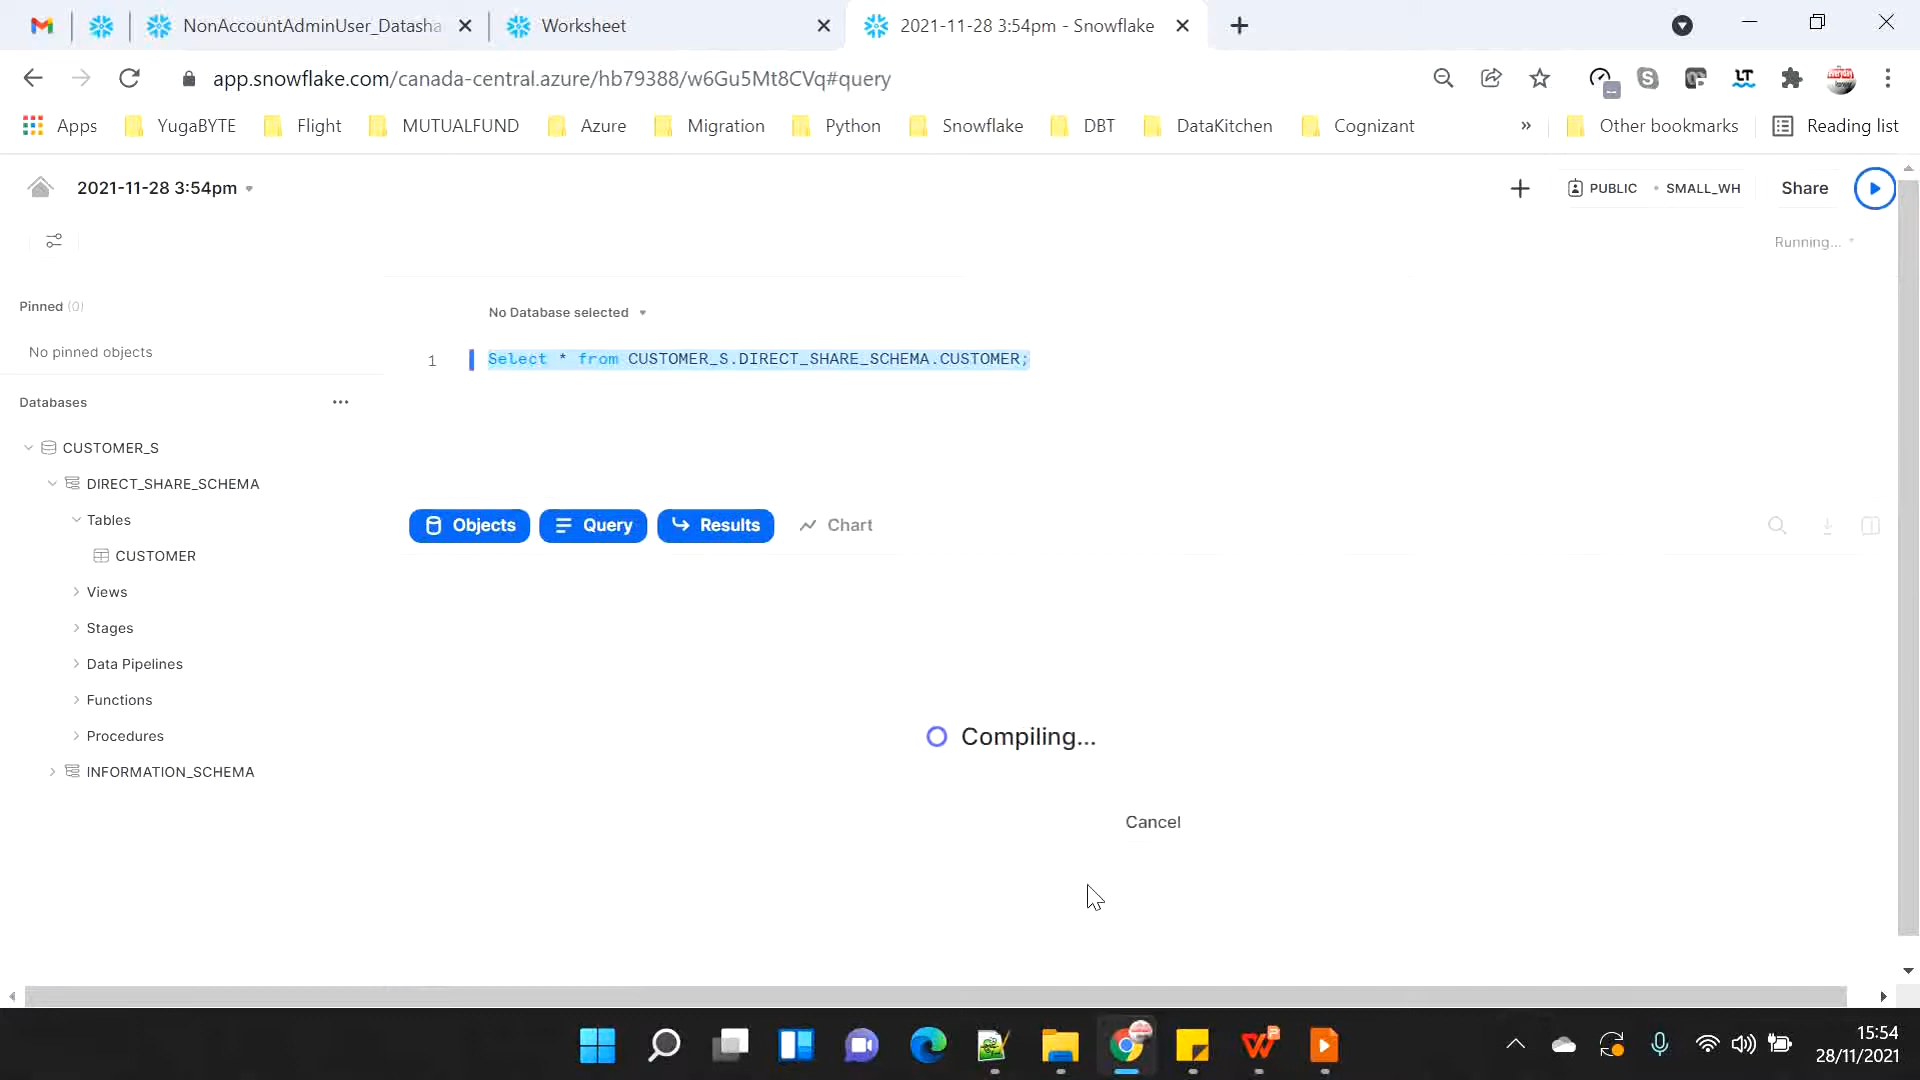 NonAccountAdminUser_Datasha
Worksheet
2021-11-28 3:54pm - Snowflake
app.snowflake.com/canada-central.azure/hb79388/w6Gu5Mt8CVq#query
Apps
YugaBYTE
Flight
MUTUALFUND
Azure
Migration
Python
Snowflake
DBT
DataKitchen
Cognizant
»
Other bookmarks
Reading list
2021-11-28 3:54pm
PUBLIC • SMALL_WH
Share
Running...
Pinned (0)
No pinned objects
No Database selected
1 Select * from CUSTOMER_S.DIRECT_SHARE_SCHEMA.CUSTOMER;
Databases
CUSTOMER_S
DIRECT_SHARE_SCHEMA
Tables
CUSTOMER
Views
Stages
Data Pipelines
Functions
Procedures
INFORMATION_SCHEMA
Objects
Query
Results
Chart
Compiling...
Cancel
15:54
28/11/2021